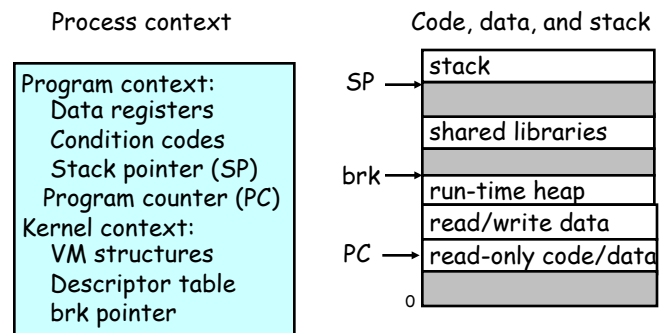 Process context
Program context:
Data registers
Condition codes
Stack pointer (SP)
Program counter (PC)
Kernel context:
VM structures
Descriptor table
brk pointer
Code, data, and stack
stack
SP
shared libraries
brk
run-time heap
read/write data
PC
read-only code/data
0